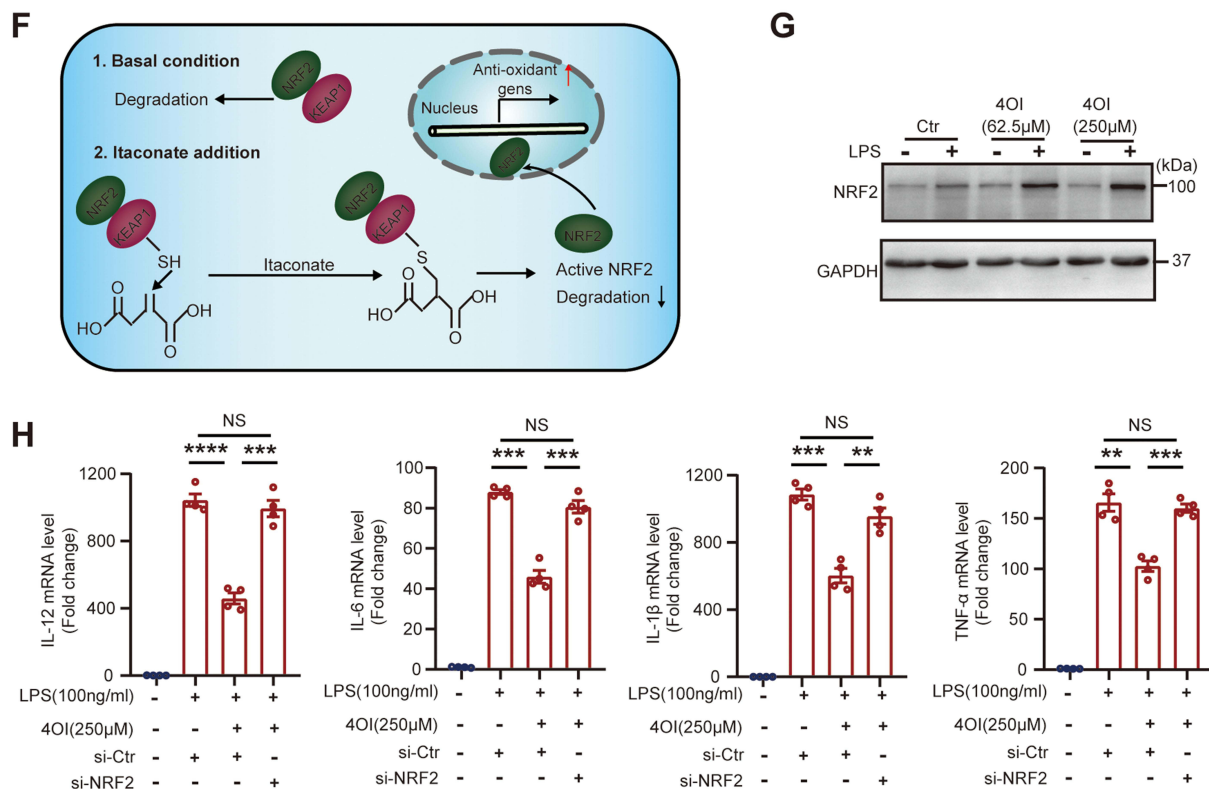 F
1. Basal condition
NRF2
KEAP1
Degradation
Anti-oxidant
gens
Nucleus
NRF2
2. Itaconate addition
NRF2
KEAP1
SH
O
HO
OH
O
Itaconate
NRF2
KEAP1
S
O
OH
HO
O
NRF2
Active NRF2
Degradation ↓
G
Ctr
4OI
(62.5μM)
4OI
(250μM)
LPS - + - + - + (kDa)
NRF2
100
GAPDH
37
H
IL-12 mRNA level
(Fold change)
1200
800
400
0
NS
**** ***
IL-6 mRNA level
(Fold change)
100
80
60
40
20
0
NS
*** ***
IL-1β mRNA level
(Fold change)
1200
900
600
300
0
NS
*** **
TNF-α mRNA level
(Fold change)
200
150
100
50
0
NS
** ***
LPS(100ng/ml) - + + +
4OI(250μM) - - + +
si-Ctr - + + -
si-NRF2 - - - +
LPS(100ng/ml) - + + +
4OI(250μM) - - + +
si-Ctr - + + -
si-NRF2 - - - +
LPS(100ng/ml) - + + +
4OI(250μM) - - + +
si-Ctr - + + -
si-NRF2 - - - +
LPS(100ng/ml) - + + +
4OI(250μM) - - + +
si-Ctr - + + -
si-NRF2 - - - +